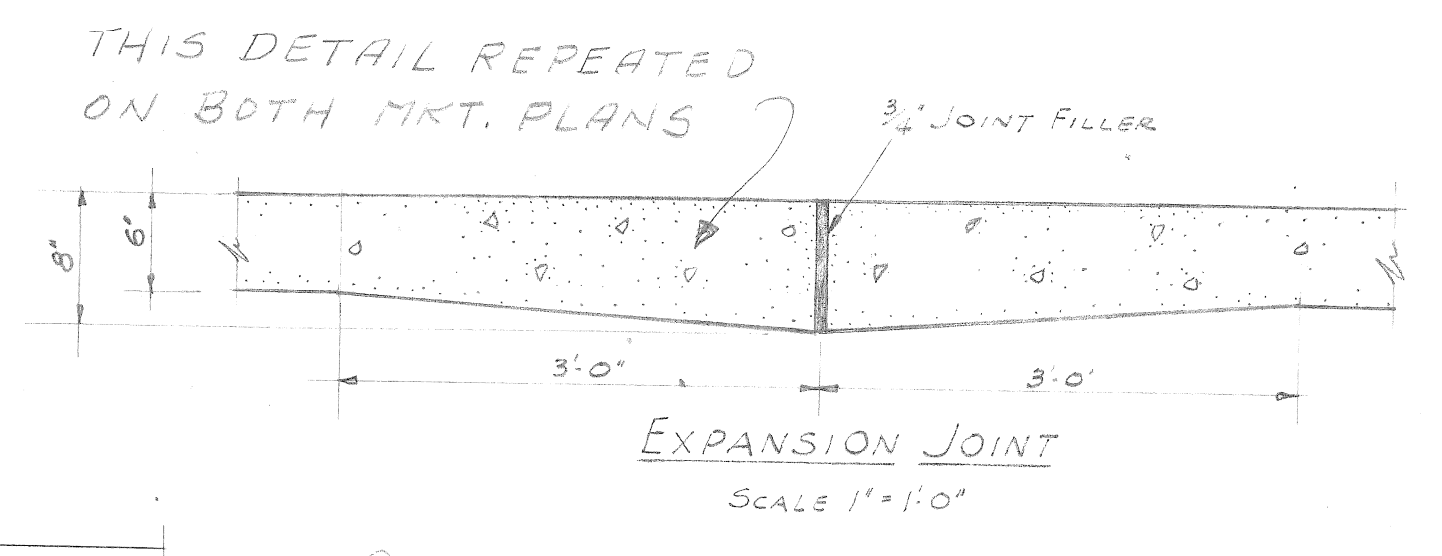 THIS DETAIL REPEATED
ON BOTH MKT. PLANS
3/4" JOINT FILLER
8"
6'
3'-0"
3'-0'
EXPANSION JOINT
SCALE 1" = 1'-0"